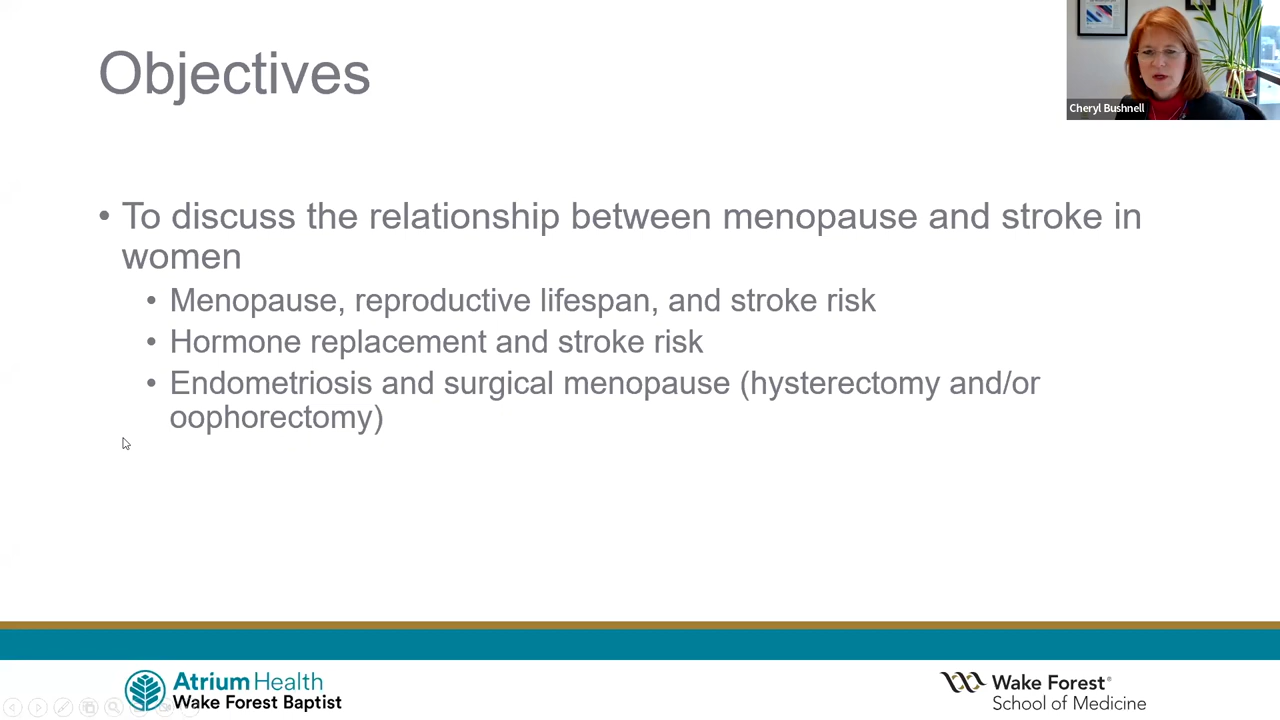 Objectives
Cheryl Bushnell
• To discuss the relationship between menopause and stroke in
women
• Menopause, reproductive lifespan, and stroke risk
• Hormone replacement and stroke risk
• Endometriosis and surgical menopause (hysterectomy and/or
oophorectomy)
Atrium Health
Wake Forest Baptist
Wake Forest®
School of Medicine